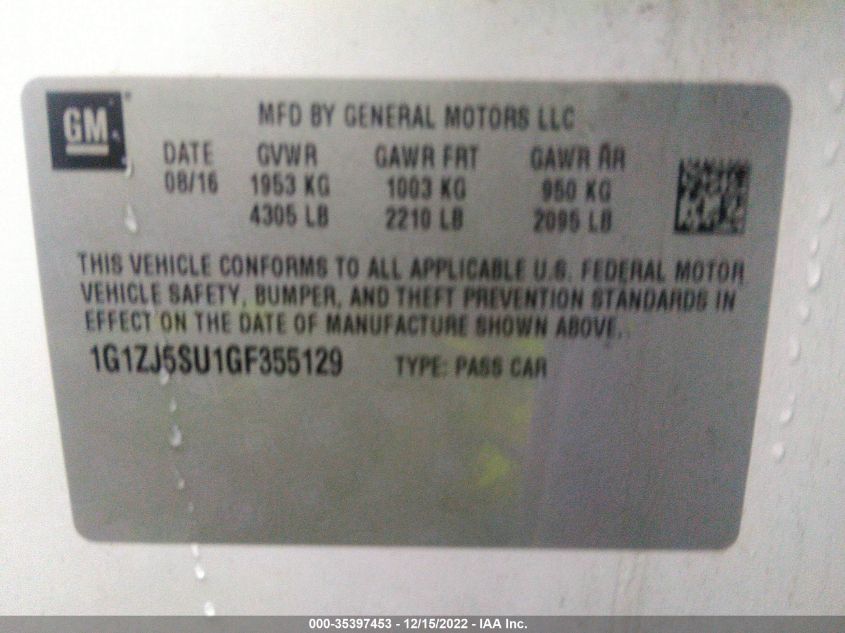 GM
MFD BY GENERAL MOTORS LLC
DATE GVWR GAWR FRT GAWR RR
08/16 1953 KG 1003 KG 950 KG
4305 LB 2210 LB 2095 LB
THIS VEHICLE CONFORMS TO ALL APPLICABLE U.S. FEDERAL MOTOR
VEHICLE SAFETY, BUMPER, AND THEFT PREVENTION STANDARDS IN
EFFECT ON THE DATE OF MANUFACTURE SHOWN ABOVE.
1G1ZJ5SU1GF355129 TYPE: PASS CAR
000-35397453 - 12/15/2022 - IAA Inc.